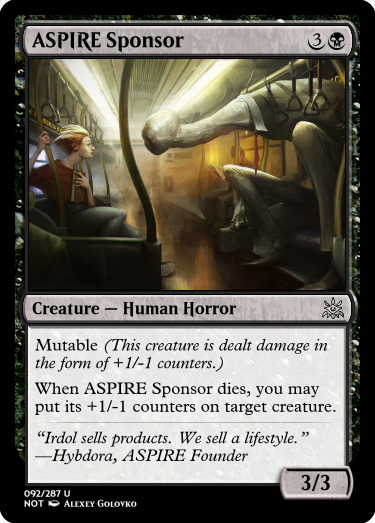 ASPIRE Sponsor 3
Creature — Human Horror
Mutable (This creature is dealt damage in
the form of +1/-1 counters.)
When ASPIRE Sponsor dies, you may
put its +1/-1 counters on target creature.
“Irdol sells products. We sell a lifestyle.”
—Hybdora, ASPIRE Founder
3/3
092/287 U
NOT Alexey Golovko